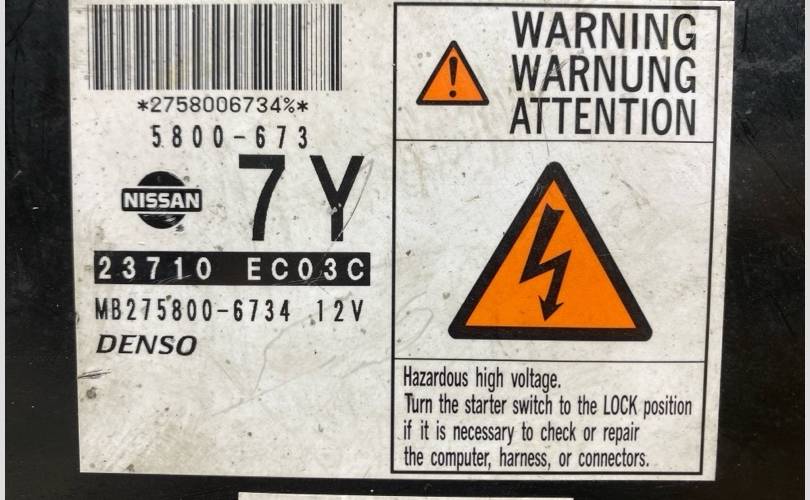 *2758006734%*
5800-673
NISSAN
7Y
23710 EC03C
MB275800-6734 12V
DENSO
WARNING
WARNUNG
ATTENTION
Hazardous high voltage.
Turn the starter switch to the LOCK position
if it is necessary to check or repair
the computer, harness, or connectors.